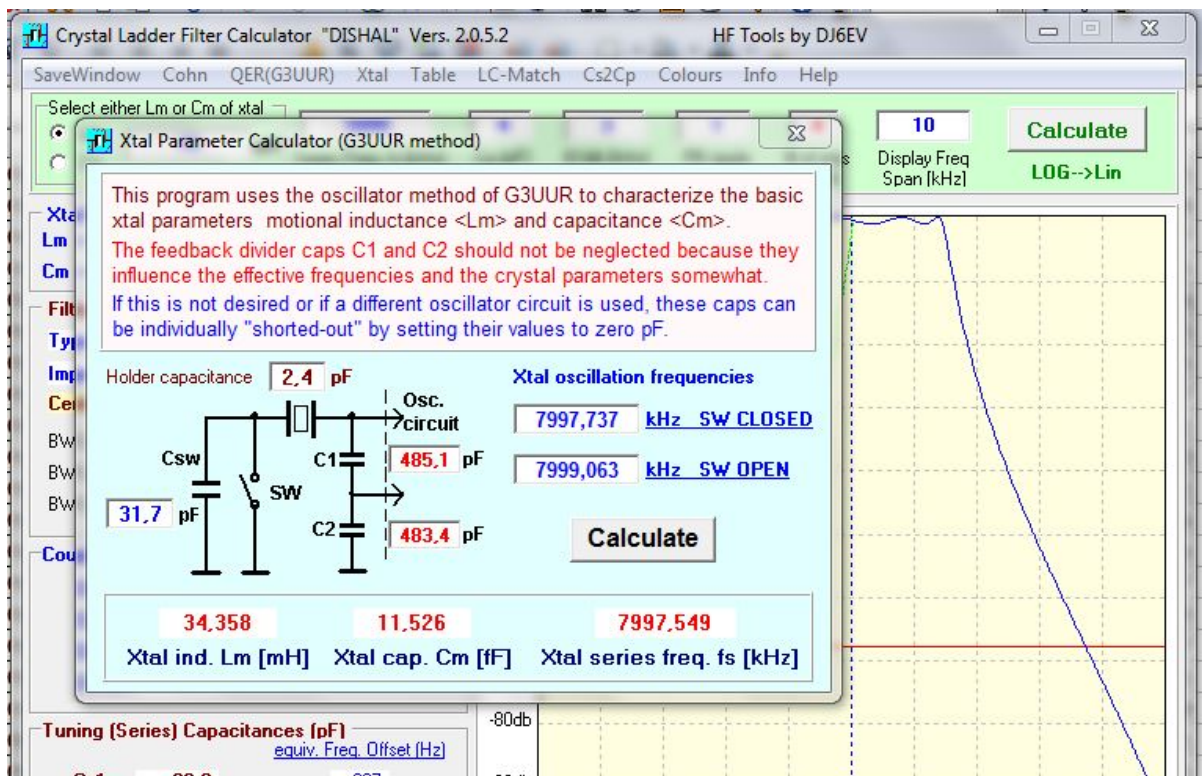 Crystal Ladder Filter Calculator "DISHAL" Vers. 2.0.5.2 HF Tools by DJ6EV
SaveWindow Cohn QER(G3UUR) Xtal Table LC-Match Cs2Cp Colours Info Help
Select either Lm or Cm of xtal
10
Calculate
Display Freq
Span [kHz]
LOG-->Lin
Xtal Parameter Calculator (G3UUR method)
This program uses the oscillator method of G3UUR to characterize the basic
xtal parameters motional inductance <Lm> and capacitance <Cm>.
The feedback divider caps C1 and C2 should not be neglected because they
influence the effective frequencies and the crystal parameters somewhat.
If this is not desired or if a different oscillator circuit is used, these caps can
be individually "shorted-out" by setting their values to zero pF.
Lm
Cm
BW
BW
BW
Holder capacitance 2,4 pF
Osc.
circuit
Csw
SW
31,7 pF
C1
485,1 pF
C2
483,4 pF
Xtal oscillation frequencies
7997,737 kHz SW CLOSED
7999,063 kHz SW OPEN
Calculate
34,358 11,526 7997,549
Xtal ind. Lm [mH] Xtal cap. Cm [fF] Xtal series freq. fs [kHz]
-80db
Tuning (Series) Capacitances [pF]
equiv. Freq. Offset [Hz]